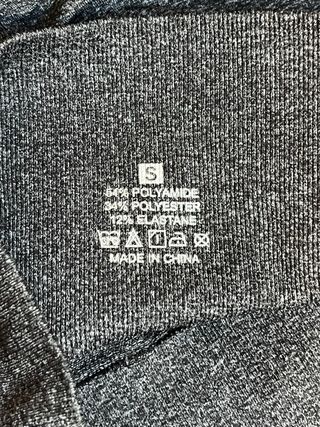 S
54% POLYAMIDE
34% POLYESTER
12% ELASTANE
MADE IN CHINA